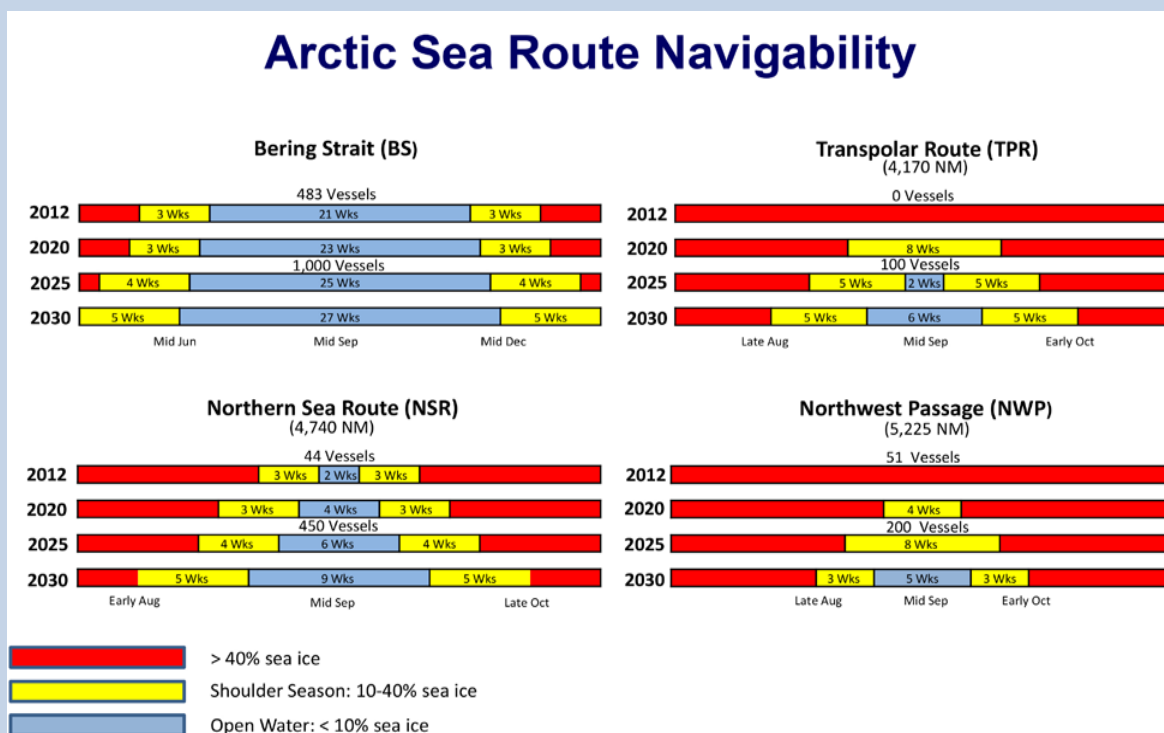 Arctic Sea Route Navigability
Bering Strait (BS)
483 Vessels
2012 3 Wks 21 Wks 3 Wks
2020 3 Wks 23 Wks 3 Wks
1,000 Vessels
2025 4 Wks 25 Wks 4 Wks
2030 5 Wks 27 Wks 5 Wks
Mid Jun Mid Sep Mid Dec
Transpolar Route (TPR)
(4,170 NM)
0 Vessels
2012
2020 8 Wks
100 Vessels
2025 5 Wks 2 Wks 5 Wks
2030 5 Wks 6 Wks 5 Wks
Late Aug Mid Sep Early Oct
Northern Sea Route (NSR)
(4,740 NM)
44 Vessels
2012 3 Wks 2 Wks 3 Wks
2020 3 Wks 4 Wks 3 Wks
450 Vessels
2025 4 Wks 6 Wks 4 Wks
2030 5 Wks 9 Wks 5 Wks
Early Aug Mid Sep Late Oct
Northwest Passage (NWP)
(5,225 NM)
51 Vessels
2012
2020 4 Wks
200 Vessels
2025 8 Wks
2030 3 Wks 5 Wks 3 Wks
Late Aug Mid Sep Early Oct
> 40% sea ice
Shoulder Season: 10-40% sea ice
Open Water: < 10% sea ice